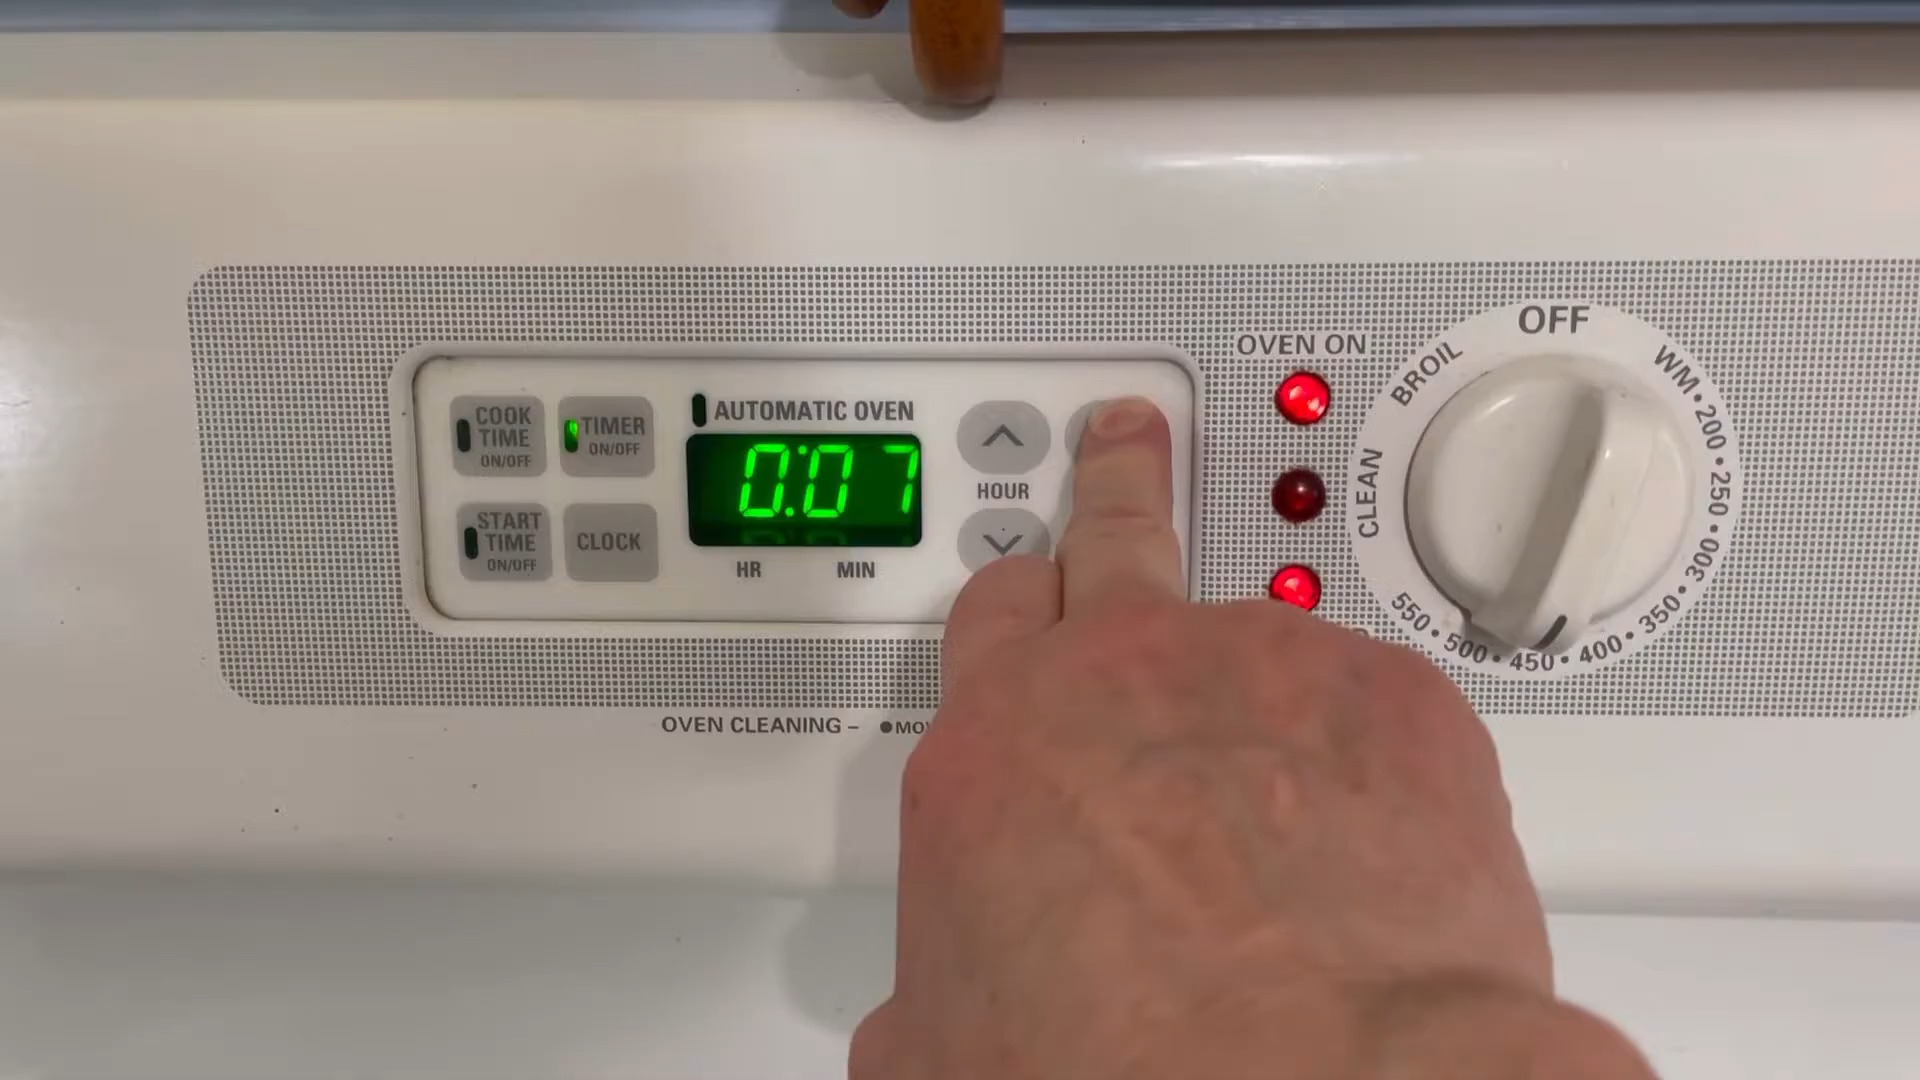 COOK
TIME
ON/OFF
TIMER
ON/OFF
START
TIME
ON/OFF
CLOCK
AUTOMATIC OVEN
0:07
HR MIN
HOUR
OVEN ON
OFF
WM • 200 • 250 • 300 • 350 • 400 • 450 • 500 • 550
CLEAN
BROIL
OVEN CLEANING –